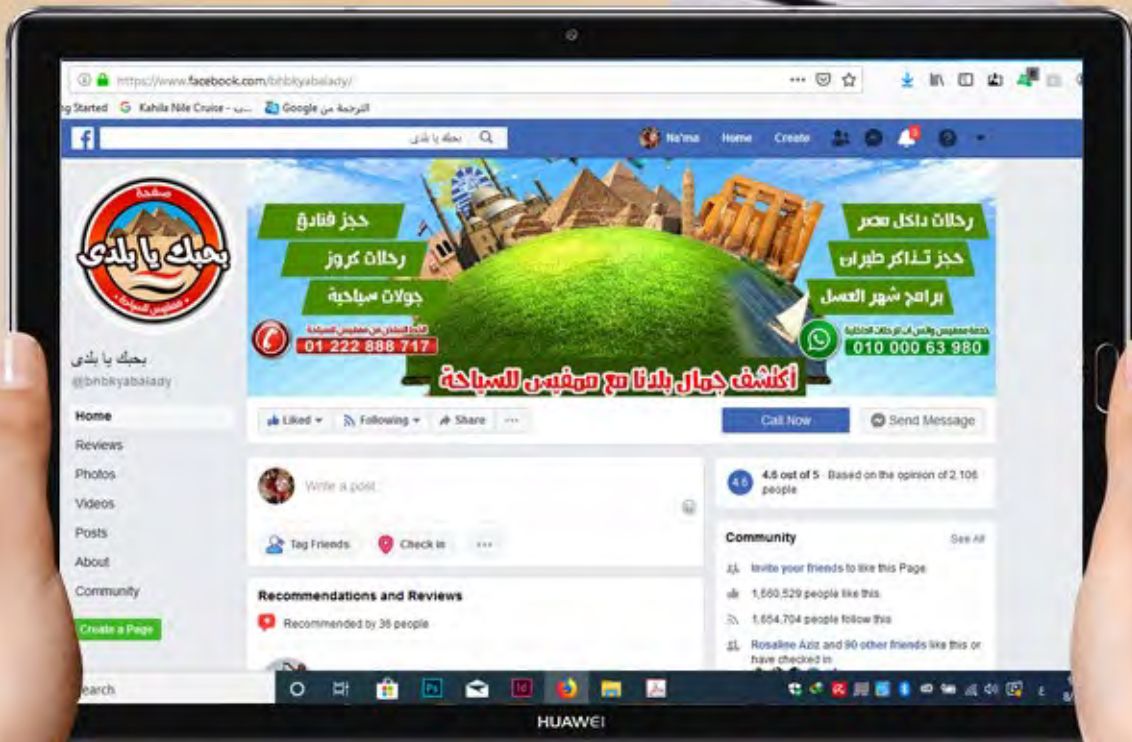 https://www.facebook.com/bhbkyabalady/
Kahila Nile Cruise
الترجمة من Google
بحبك يا بلدى
Na'ma
Home
Create
صفحة
بحبك يا بلدى
ممفيس للسياحة
حجز فنادق
رحلات كروز
جولات سياحية
01 222 888 717
رحلات داخل مصر
حجز تذاكر طيران
برامج شهر العسل
010 000 63 980
أكتشف جمال بلادنا مع ممفيس للسياحة
بحبك يا بلدى
@bhbkyabalady
Home
Reviews
Photos
Videos
Posts
About
Community
Create a Page
Liked
Following
Share
Call Now
Send Message
Write a post
Tag Friends
Check in
Recommendations and Reviews
Recommended by 36 people
4.6
4.6 out of 5 · Based on the opinion of 2,106
people
Community
See All
Invite your friends to like this Page
1,660,529 people like this
1,664,704 people follow this
Rosaline Aziz and 90 other friends like this or
have checked in
Ps
Id
HUAWEI